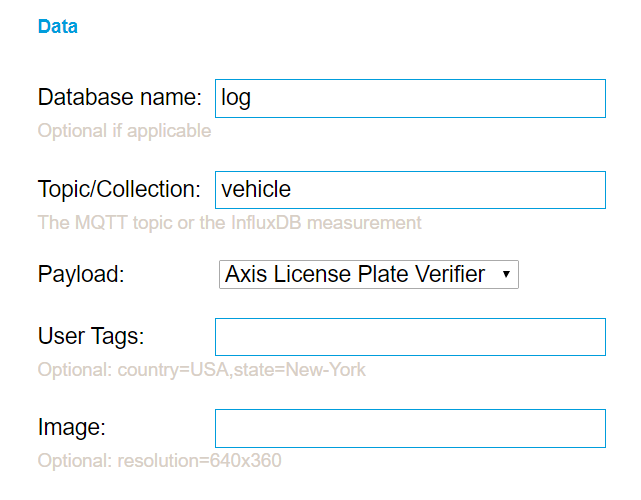 Data
Database name: log
Optional if applicable
Topic/Collection: vehicle
The MQTT topic or the InfluxDB measurement
Payload: Axis License Plate Verifier
User Tags:
Optional: country=USA,state=New-York
Image:
Optional: resolution=640x360